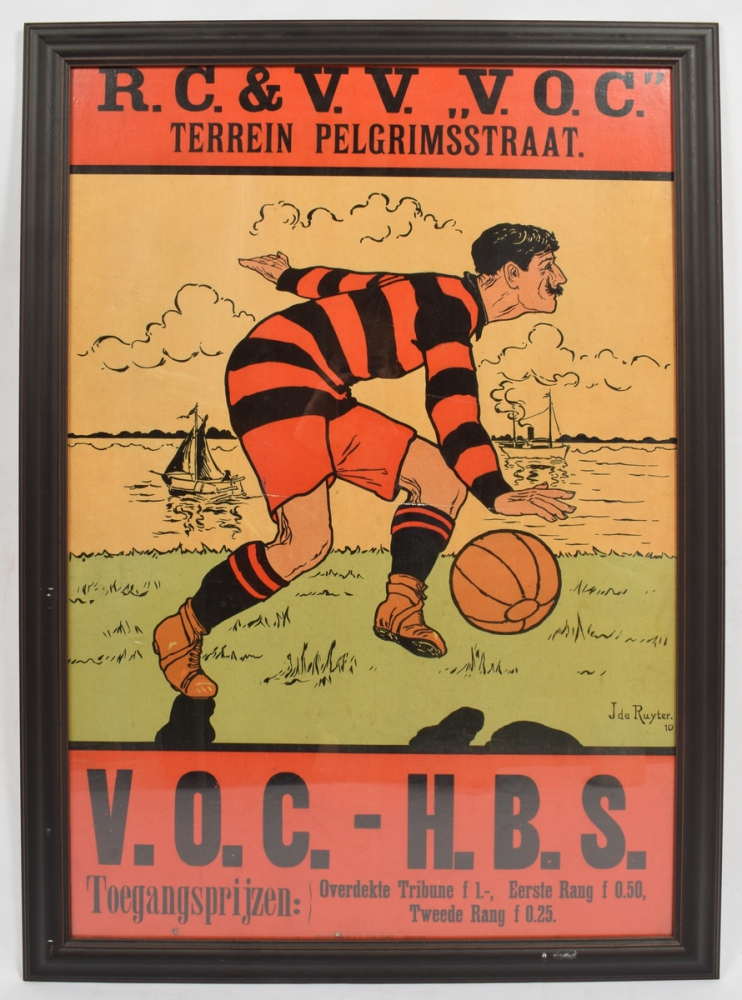 R.C. & V.V. „V.O.C."
TERREIN PELGRIMSSTRAAT.
J de Ruyter.
10
V.O.C. - H.B.S.
Toegangsprijzen:
Overdekte Tribune f 1.-, Eerste Rang f 0.50,
Tweede Rang f 0.25.